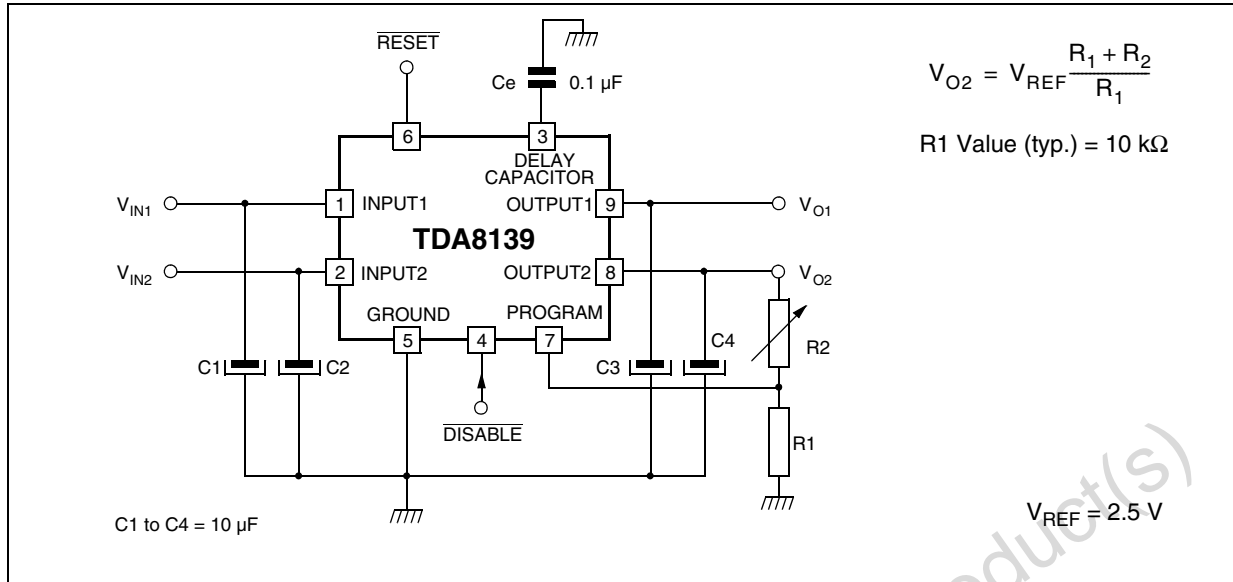 RESET
Ce 0.1 µF
V_O2 = V_REF (R_1 + R_2) / R_1
R1 Value (typ.) = 10 kΩ
6
3
DELAY
CAPACITOR
V_IN1
1
INPUT1
OUTPUT1
9
V_O1
TDA8139
V_IN2
2
INPUT2
OUTPUT2
8
V_O2
GROUND
PROGRAM
5
4
7
C1
C2
C3
C4
R2
DISABLE
R1
C1 to C4 = 10 µF
V_REF = 2.5 V
duct(s)